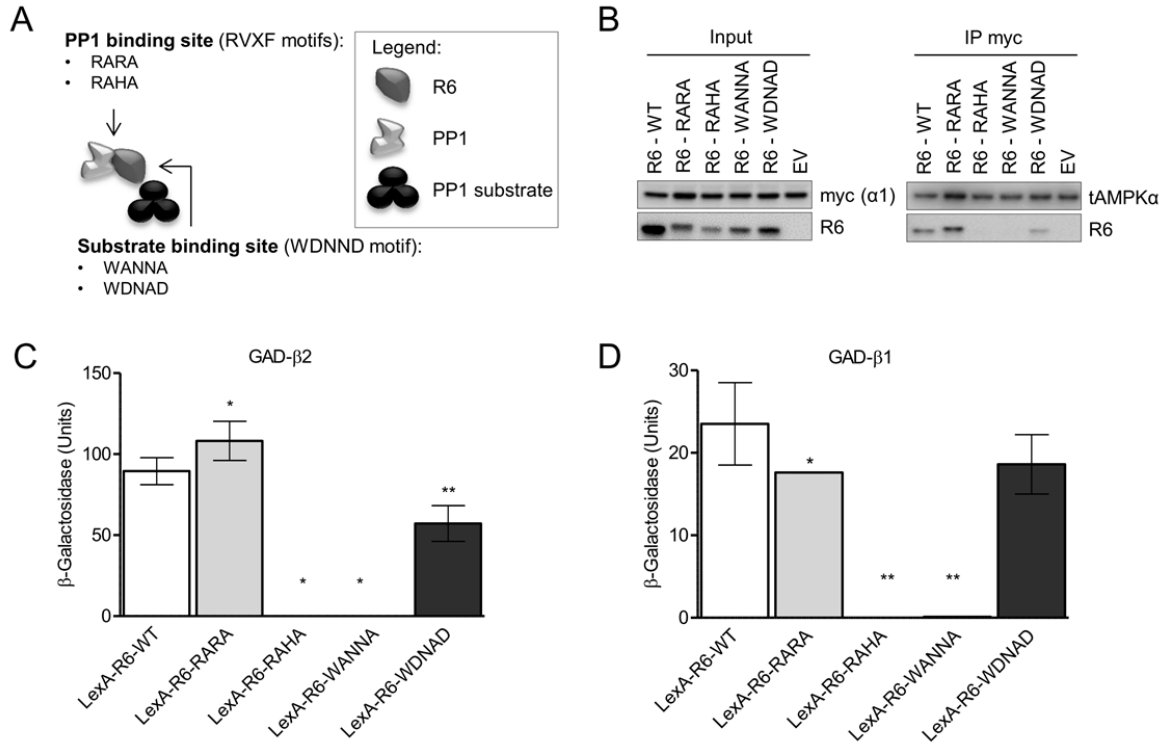 A
PP1 binding site (RVXF motifs):
• RARA
• RAHA
Legend:
R6
PP1
PP1 substrate
Substrate binding site (WDNND motif):
• WANNA
• WDNAD
B
Input
IP myc
R6 - WT
R6 - RARA
R6 - RAHA
R6 - WANNA
R6 - WDNAD
EV
R6 - WT
R6 - RARA
R6 - RAHA
R6 - WANNA
R6 - WDNAD
EV
myc (α1)
R6
tAMPKα
R6
C
GAD-β2
β-Galactosidase (Units)
150
100
50
0
*
*
*
**
LexA-R6-WT
LexA-R6-RARA
LexA-R6-RAHA
LexA-R6-WANNA
LexA-R6-WDNAD
D
GAD-β1
β-Galactosidase (Units)
30
20
10
0
*
**
**
LexA-R6-WT
LexA-R6-RARA
LexA-R6-RAHA
LexA-R6-WANNA
LexA-R6-WDNAD